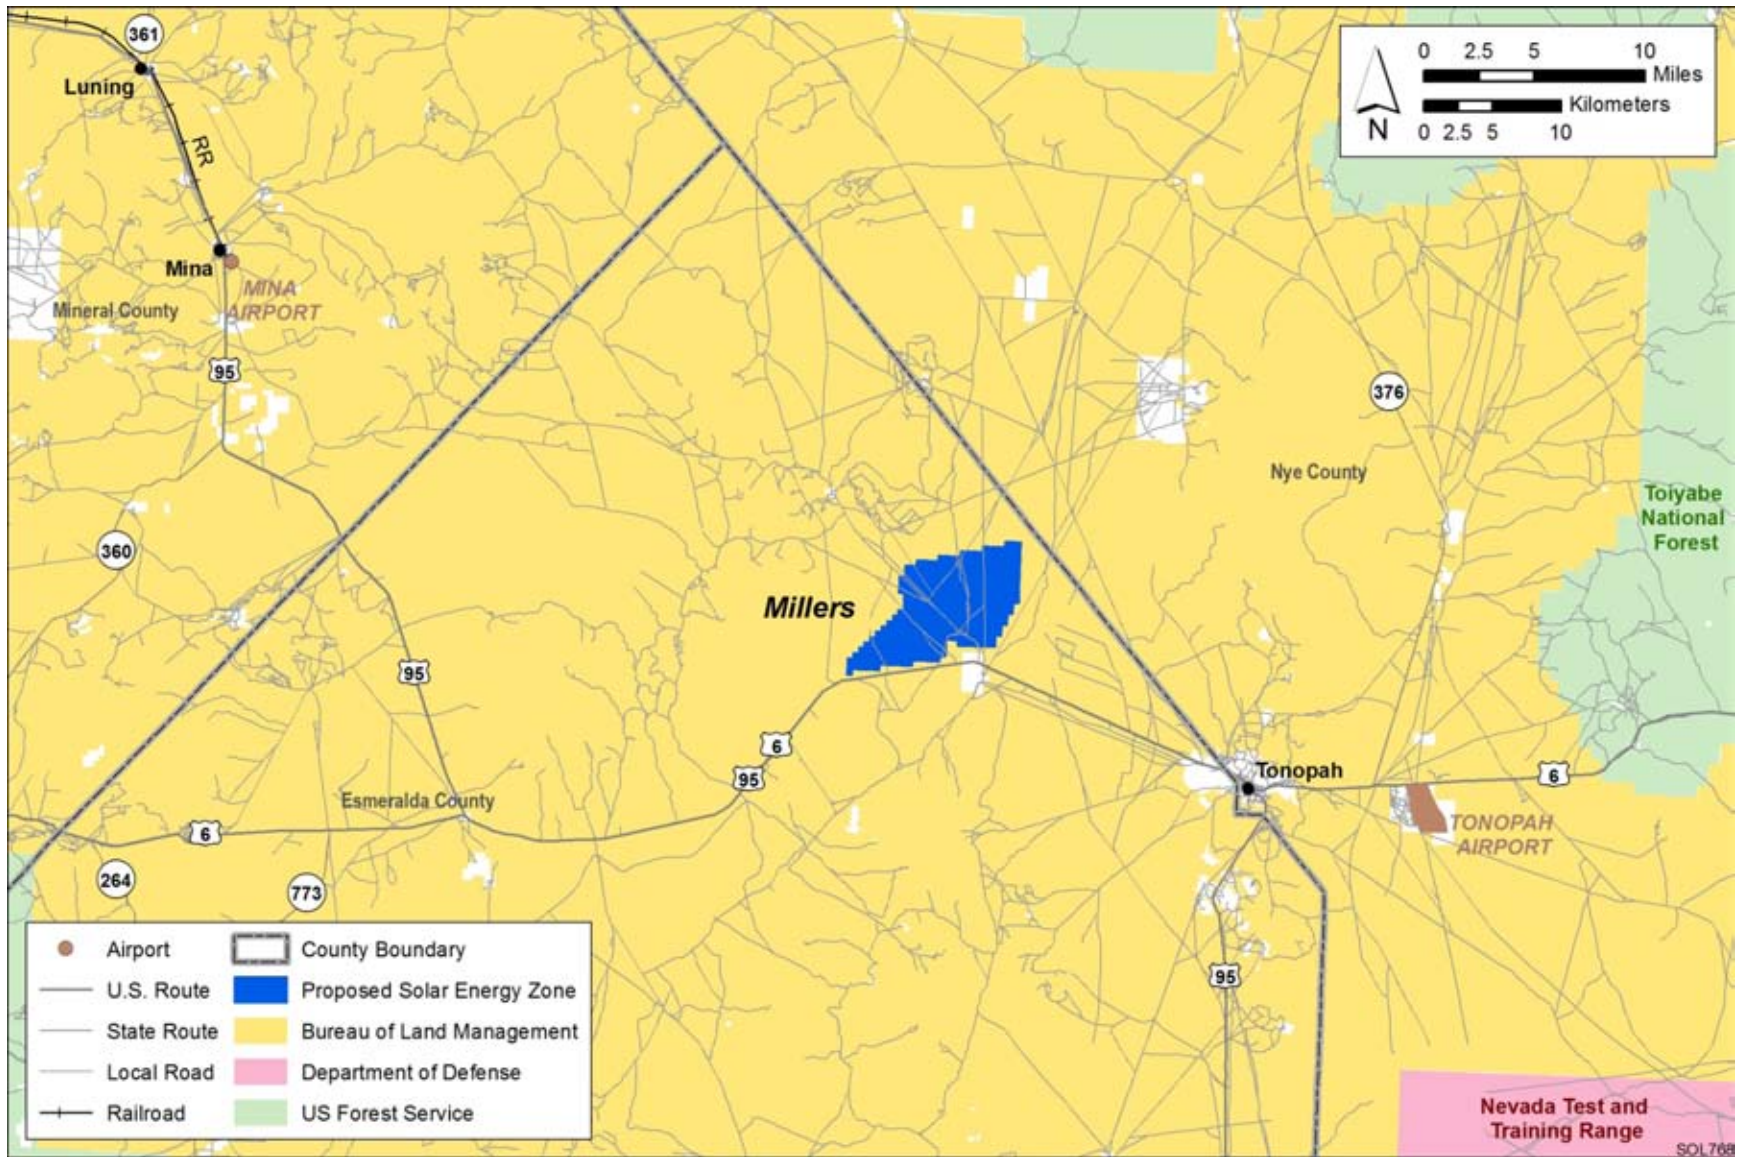 361
Luning
RR
Mina
MINA
AIRPORT
Mineral County
95
0 2.5 5 10
Miles
Kilometers
0 2.5 5 10
N
376
Nye County
Toiyabe
National
Forest
360
Millers
95
6
95
Esmeralda County
6
264
773
Tonopah
6
TONOPAH
AIRPORT
95
Airport
U.S. Route
State Route
Local Road
Railroad
County Boundary
Proposed Solar Energy Zone
Bureau of Land Management
Department of Defense
US Forest Service
Nevada Test and
Training Range
SOL768